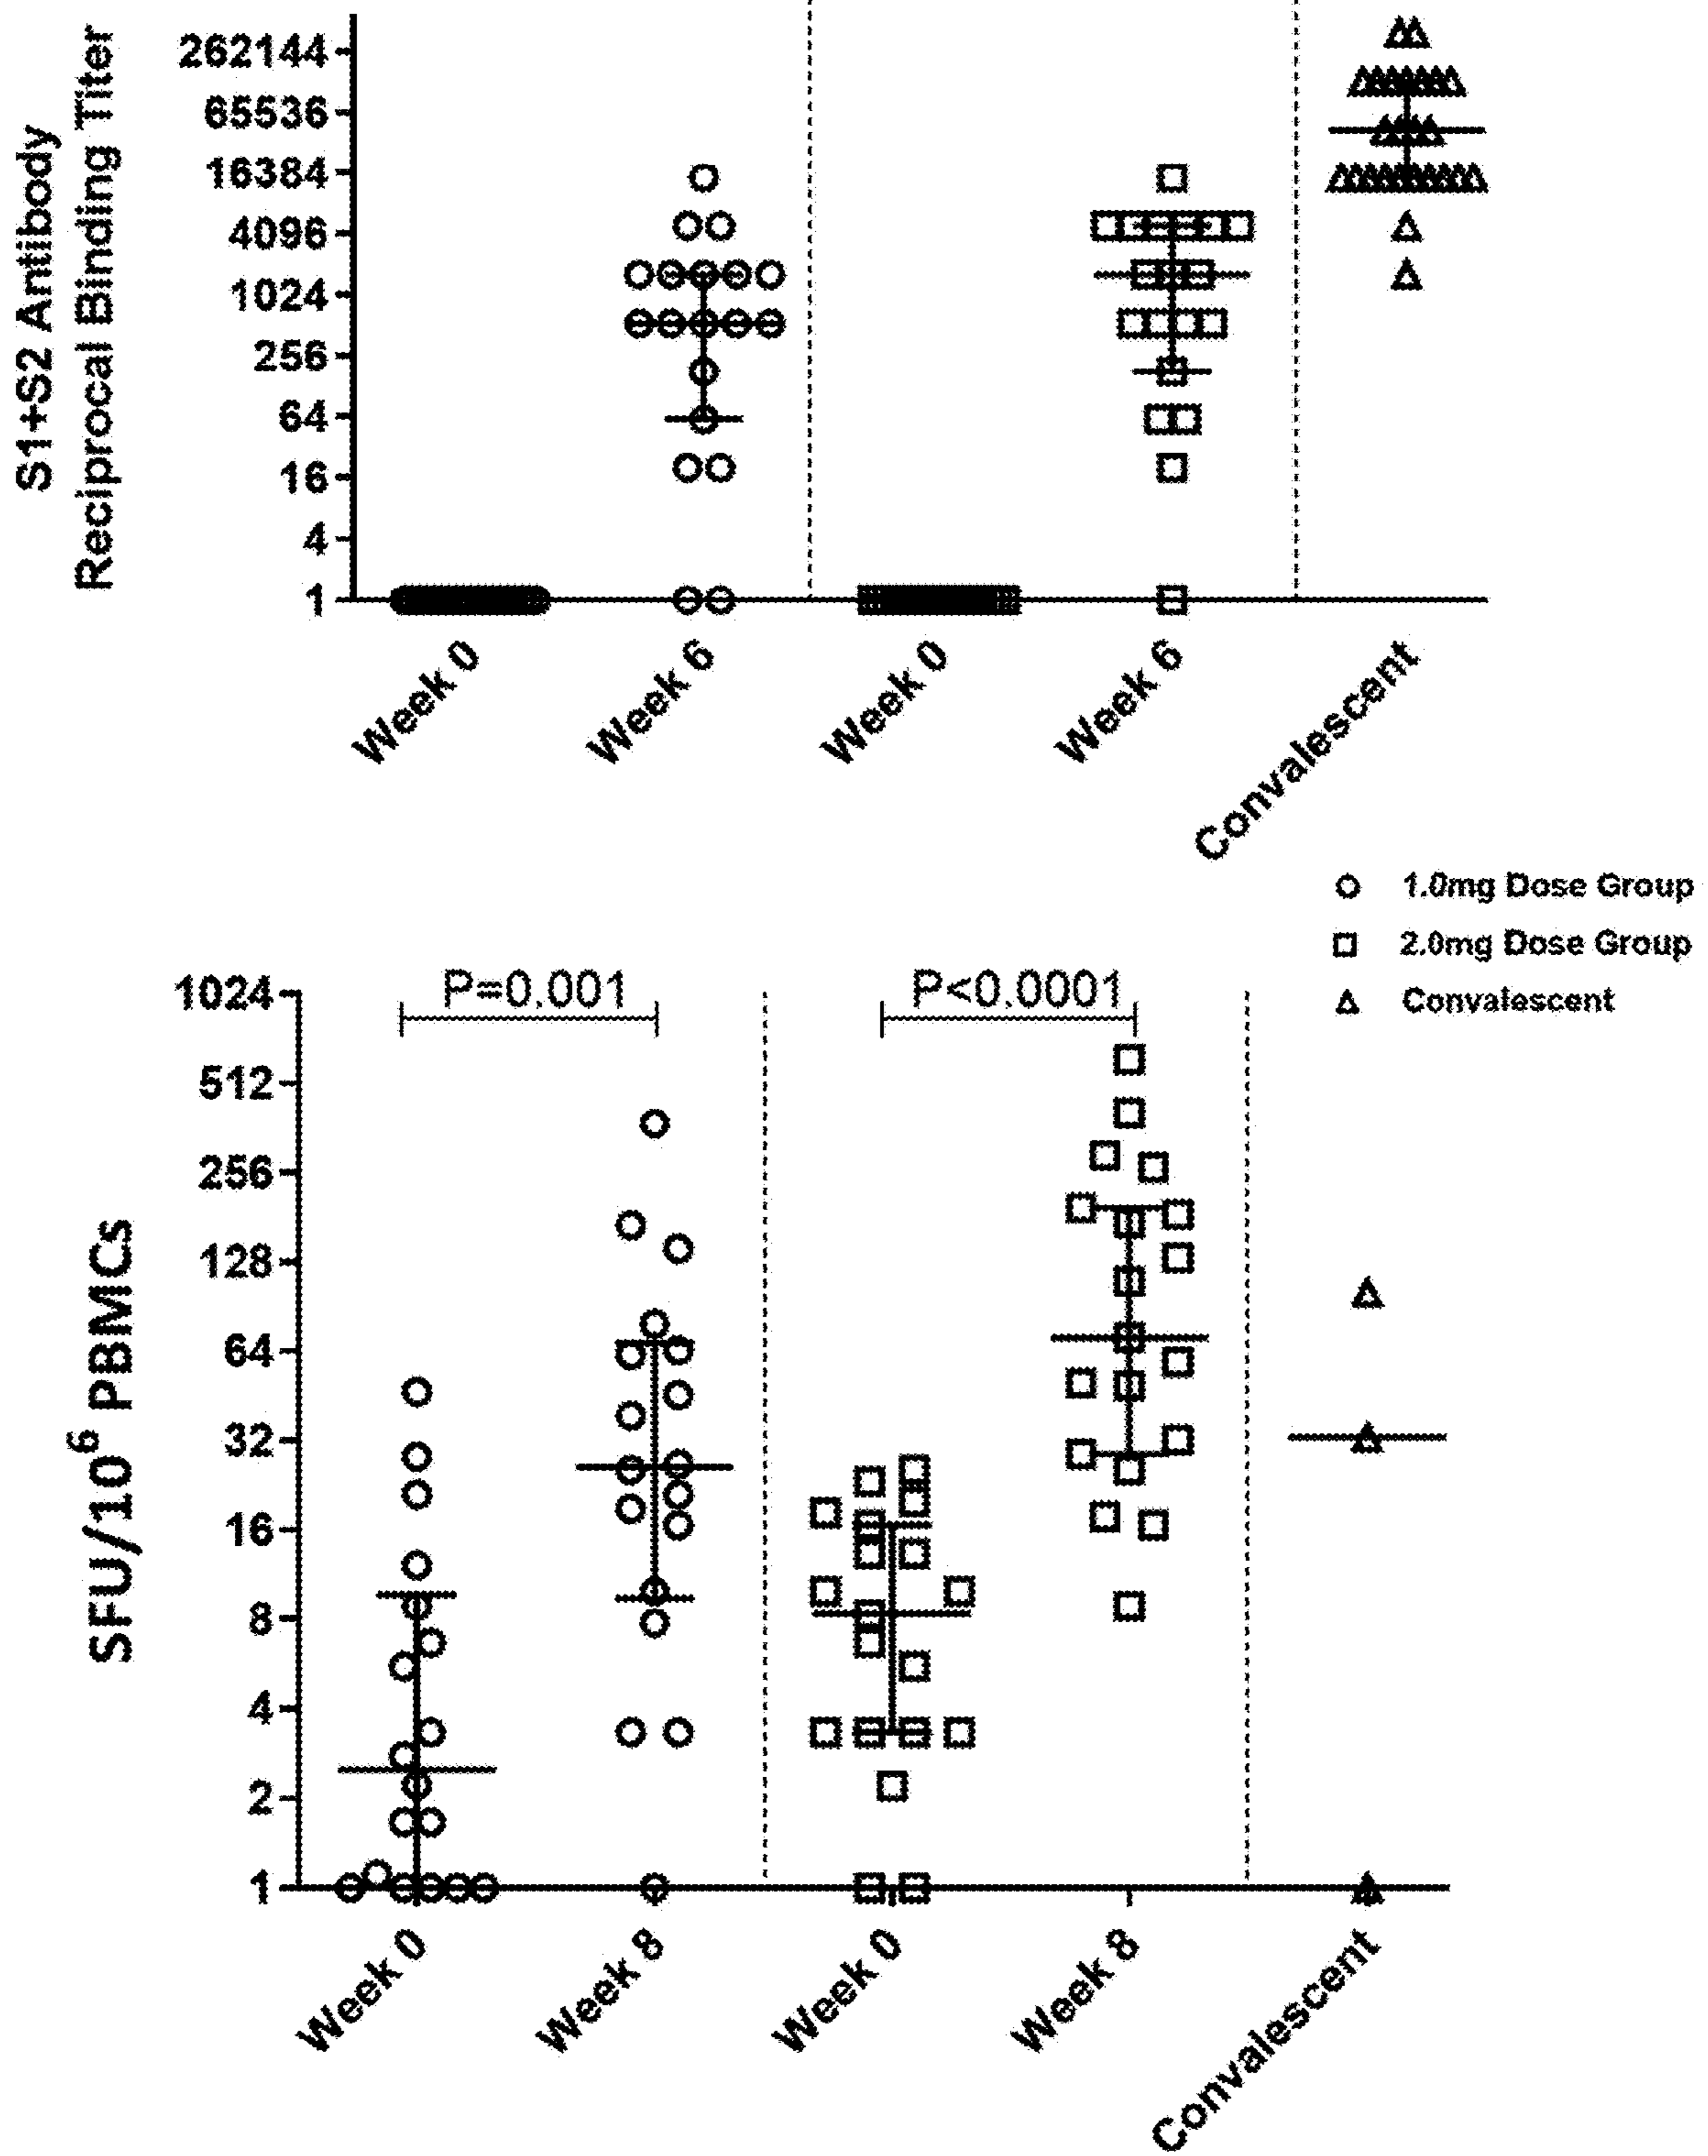 S1+S2 Antibody
Reciprocal Binding Titer
262144
65536
16384
4096
1024
256
64
16
4
1
Week 0
Week 6
Week 0
Week 6
Convalescent
1.0mg Dose Group
2.0mg Dose Group
Convalescent
SFU/10⁶ PBMCs
P=0.001
P<0.0001
1024
512
256
128
64
32
16
8
4
2
1
Week 0
Week 8
Week 0
Week 8
Convalescent